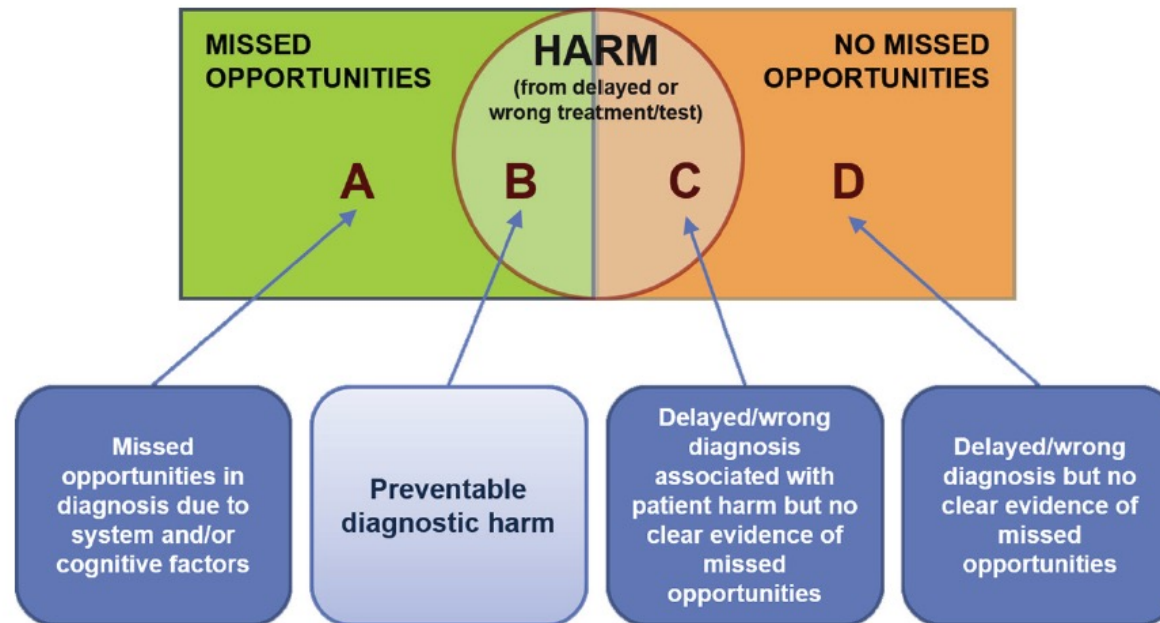 MISSED
OPPORTUNITIES
HARM
(from delayed or
wrong treatment/test)
NO MISSED
OPPORTUNITIES
A
B
C
D
Missed
opportunities in
diagnosis due to
system and/or
cognitive factors
Preventable
diagnostic harm
Delayed/wrong
diagnosis
associated with
patient harm but no
clear evidence of
missed
opportunities
Delayed/wrong
diagnosis but no
clear evidence of
missed
opportunities